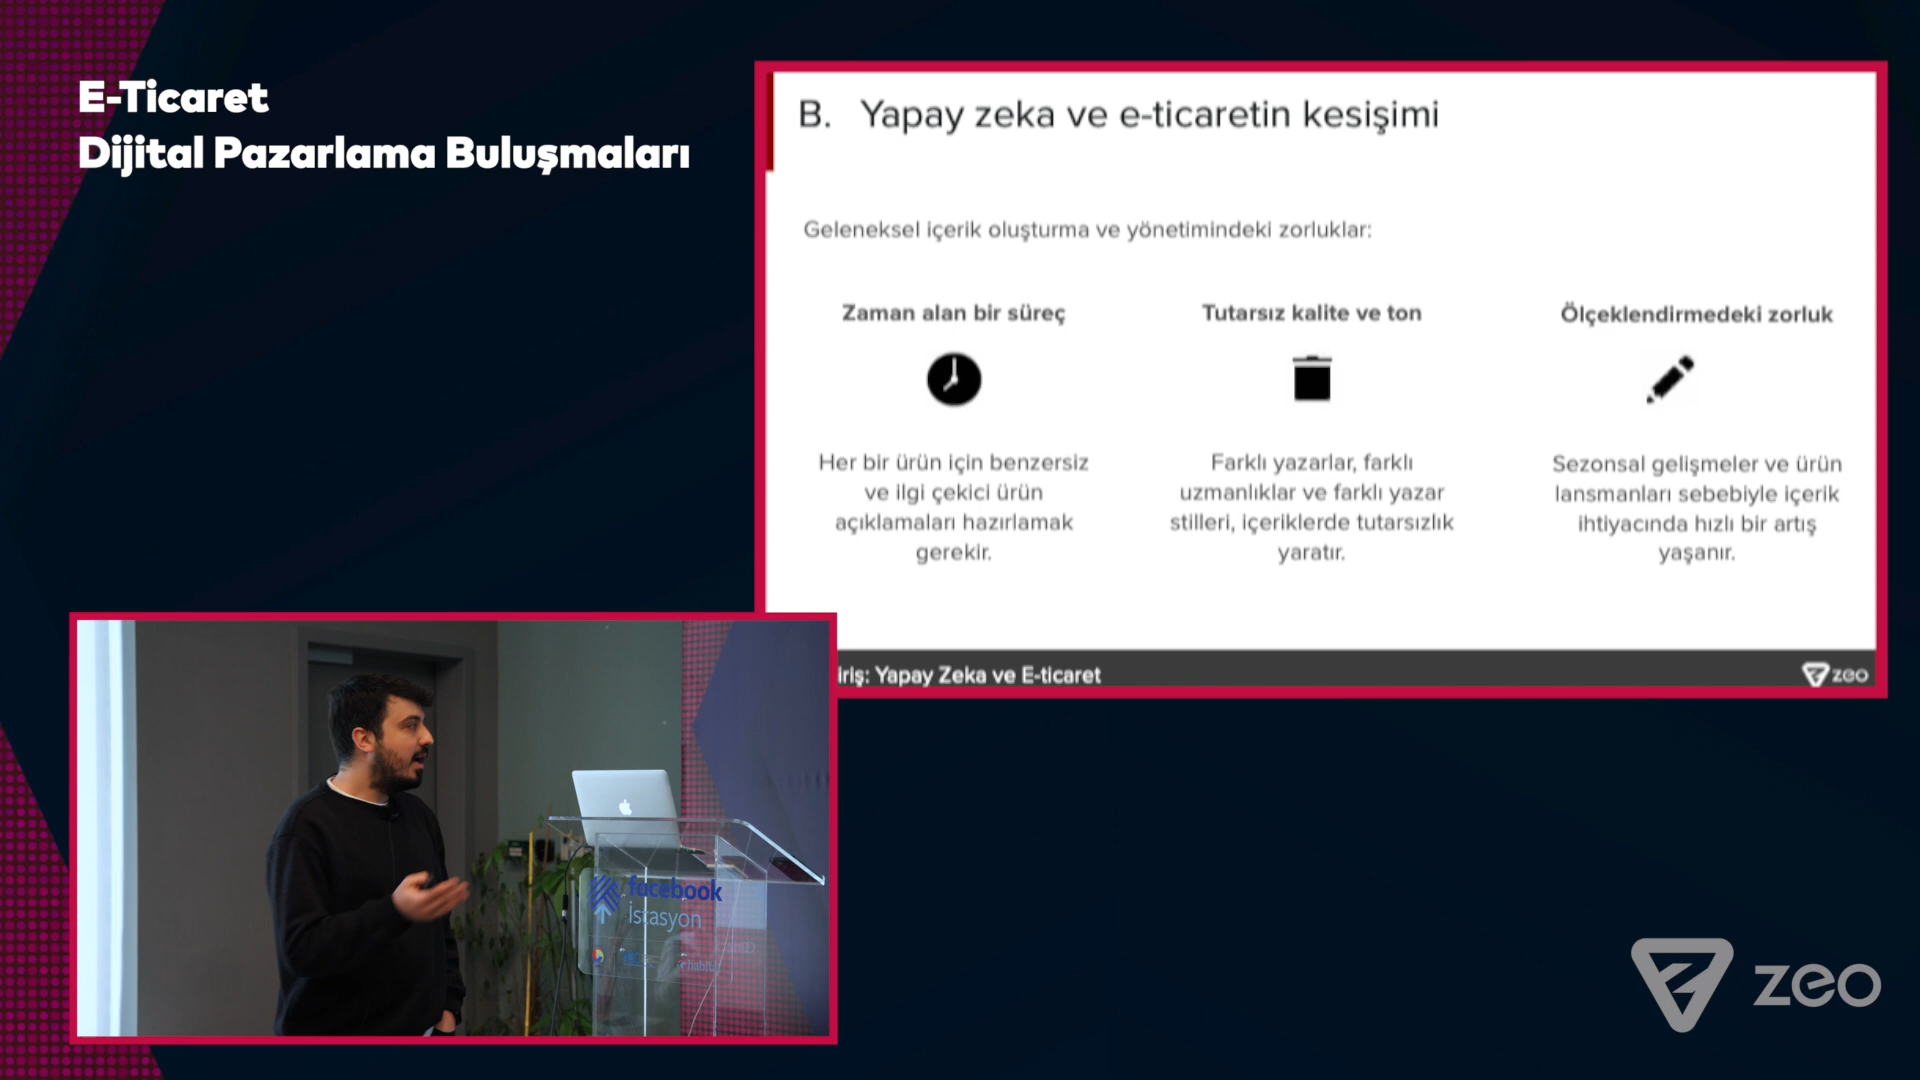 E-Ticaret
Dijital Pazarlama Buluşmaları
B. Yapay zeka ve e-ticaretin kesişimi
Geleneksel içerik oluşturma ve yönetimindeki zorluklar:
Zaman alan bir süreç
Her bir ürün için benzersiz
ve ilgi çekici ürün
açıklamaları hazırlamak
gerekir.
Tutarsız kalite ve ton
Farklı yazarlar, farklı
uzmanlıklar ve farklı yazar
stilleri, içeriklerde tutarsızlık
yaratır.
Ölçeklendirmedeki zorluk
Sezonsal gelişmeler ve ürün
lansmanları sebebiyle içerik
ihtiyacında hızlı bir artış
yaşanır.
iriş: Yapay Zeka ve E-ticaret
zeo
facebook
istasyon
habitat
zeo